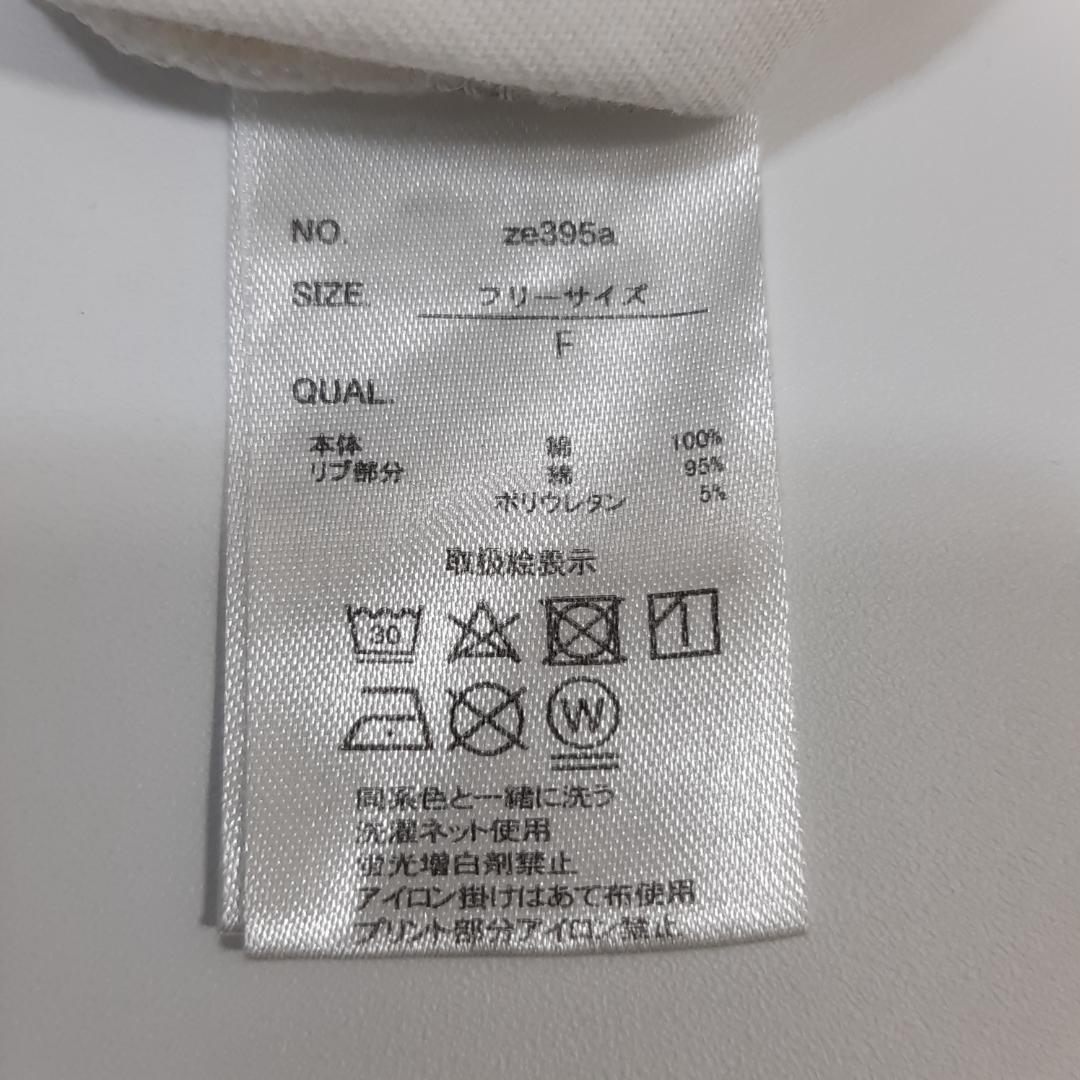 NO. ze395a
SIZE. フリーサイズ
F
QUAL.
本体 綿 100%
リブ部分 綿 95%
ポリウレタン 5%
取扱絵表示
30
W
同系色と一緒に洗う
洗濯ネット使用
蛍光増白剤禁止
アイロン掛けはあて布使用
プリント部分アイロン禁止